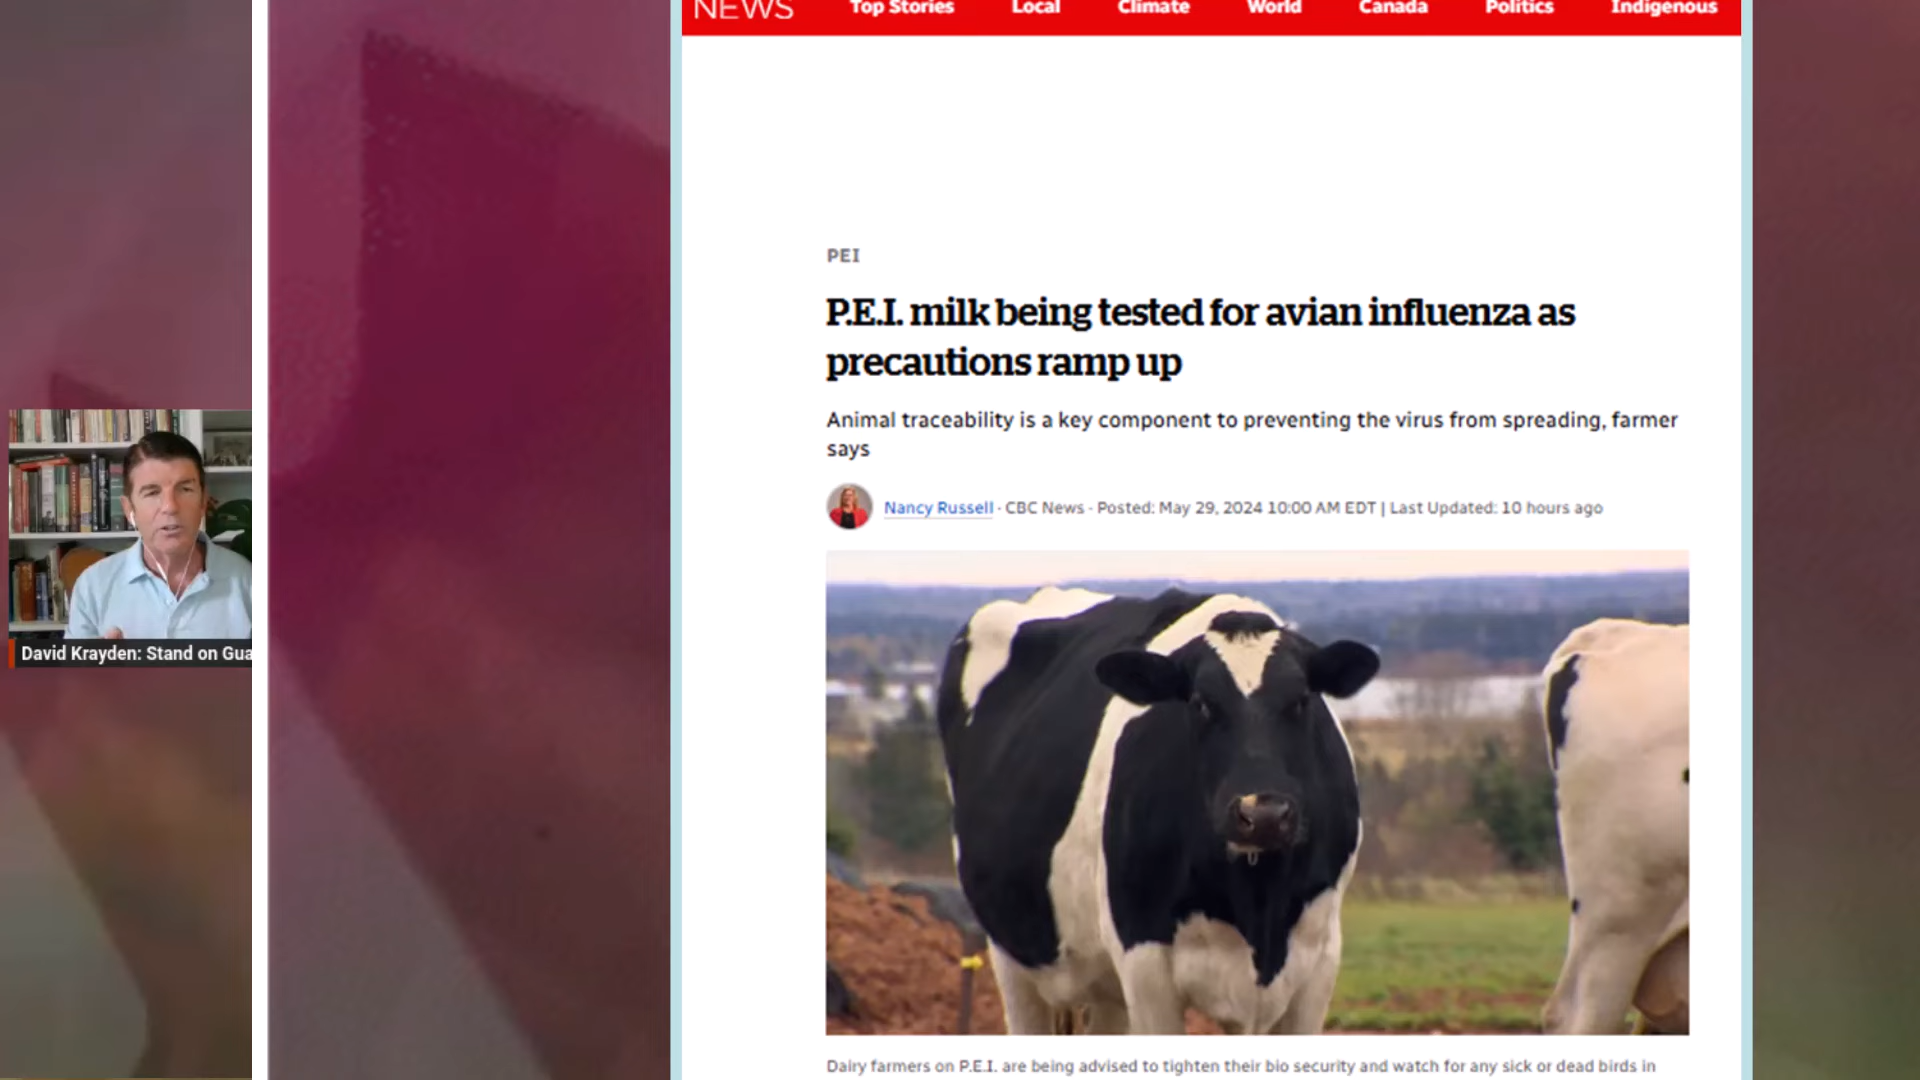 NEWS
Top Stories Local Climate World Canada Politics Indigenous
PEI
P.E.I. milk being tested for avian influenza as
precautions ramp up
Animal traceability is a key component to preventing the virus from spreading, farmer
says
Nancy Russell · CBC News · Posted: May 29, 2024 10:00 AM EDT | Last Updated: 10 hours ago
David Krayden: Stand on Gua
Dairy farmers on P.E.I. are being advised to tighten their bio security and watch for any sick or dead birds in